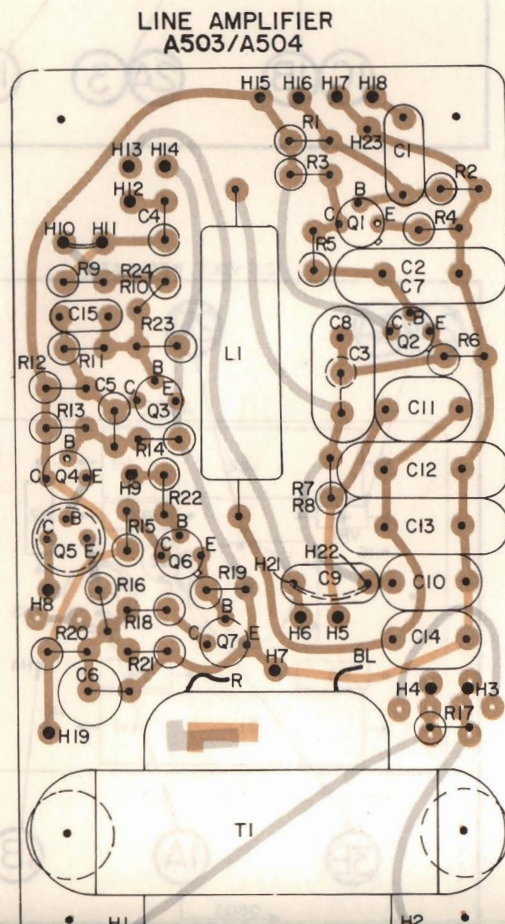 LINE AMPLIFIER
A503/A504
H15 H16 H17 H18
H23
R1
C1
H13 H14
R3
R2
H12
B
C4
C Q1 E
R4
H10 H11
R5
R9
R24
R10
C2
C7
C15
R23
C8
B
C E
Q2
R11
L1
C3
R6
R12
C5
B
E
C Q3
C11
R13
R14
B
C Q4 E
H9
C12
R7
R8
R22
B
C Q5 E
R15
B
C E
Q6
C13
H22
H21
C9
R19
C10
H8
R16
R18
B
H6 H5
R20
R21
C Q7 E
C14
H7
BL
C6
R
H4 H3
R17
H19
T1
H1
H2